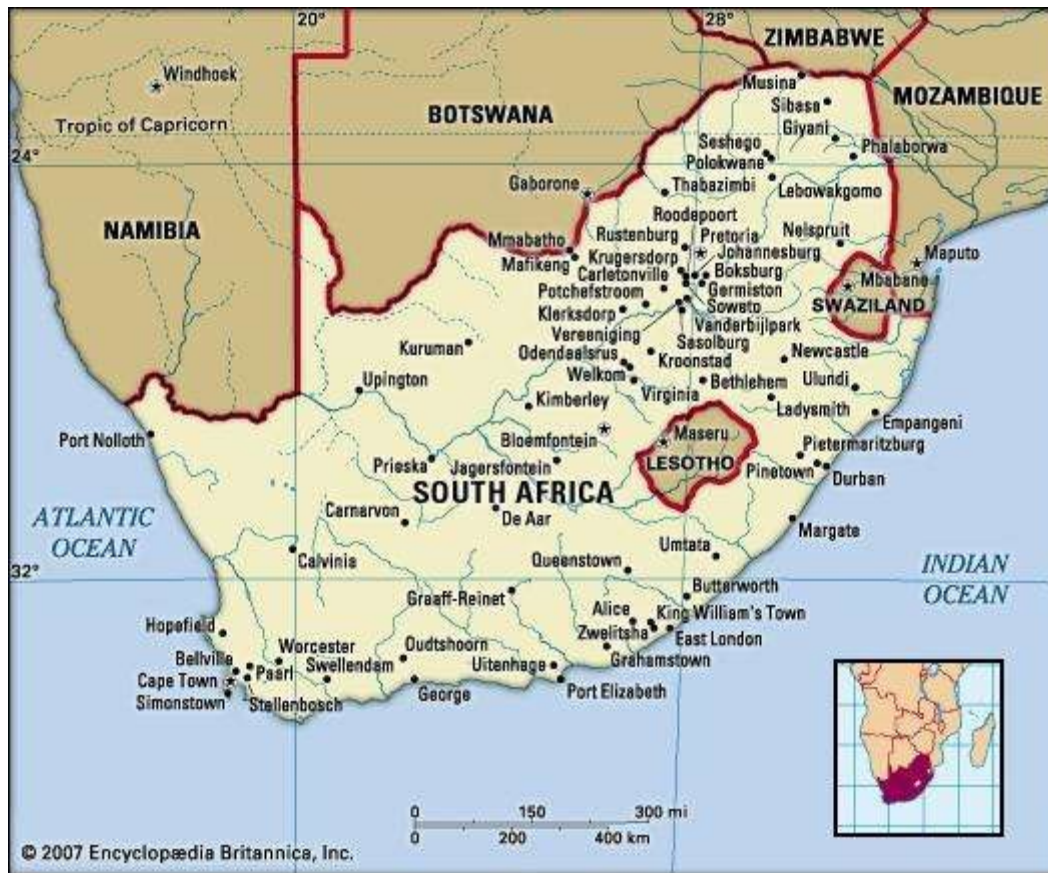 20°
28°
ZIMBABWE
Windhoek
Musina
BOTSWANA
Sibasa
MOZAMBIQUE
Tropic of Capricorn
Giyani
Seshego
Phalaborwa
24°
Polokwane
Gaborone
Thabazimbi
Lebowakgomo
Roodepoort
NAMIBIA
Rustenburg
Pretoria
Nelspruit
Mmabatho
Krugersdorp
Johannesburg
Maputo
Mafikeng
Carletonville
Boksburg
Mbabane
Potchefstroom
Germiston
SWAZILAND
Klerksdorp
Soweto
Vereeniging
Vanderbijlpark
Kuruman
Sasolburg
Odendaalsrus
Kroonstad
Newcastle
Upington
Welkom
Bethlehem
Ulundi
Virginia
Kimberley
Ladysmith
Empangeni
Port Nolloth
Bloemfontein
Maseru
Pietermaritzburg
Prieska
Jagersfontein
LESOTHO
Pinetown
Durban
SOUTH AFRICA
Carnarvon
De Aar
Margate
ATLANTIC
OCEAN
Calvinia
Queenstown
Umtata
INDIAN
OCEAN
32°
Graaff-Reinet
Butterworth
Alice
King William's Town
Hopefield
Zwelitsha
East London
Worcester
Oudtshoorn
Bellville
Paarl
Swellendam
Uitenhage
Grahamstown
Cape Town
Simonstown
Stellenbosch
George
Port Elizabeth
0 150 300 mi
0 200 400 km
© 2007 Encyclopædia Britannica, Inc.